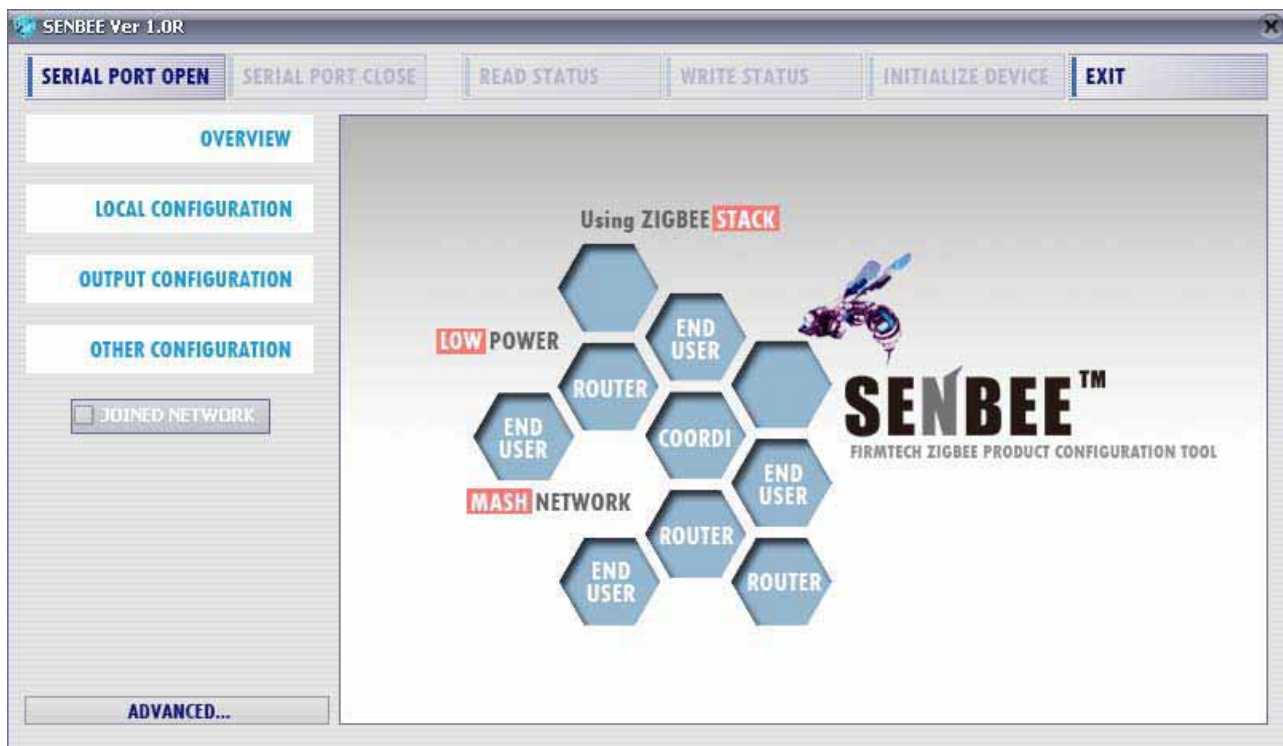 SENBEE Ver 1.0R
SERIAL PORT OPEN
SERIAL PORT CLOSE
READ STATUS
WRITE STATUS
INITIALIZE DEVICE
EXIT
OVERVIEW
LOCAL CONFIGURATION
OUTPUT CONFIGURATION
OTHER CONFIGURATION
JOINED NETWORK
ADVANCED...
Using ZIGBEE STACK
LOW POWER
END
USER
ROUTER
END
USER
COORDI
END
USER
MASH NETWORK
ROUTER
END
USER
ROUTER
SENBEE™
FIRMTECH ZIGBEE PRODUCT CONFIGURATION TOOL